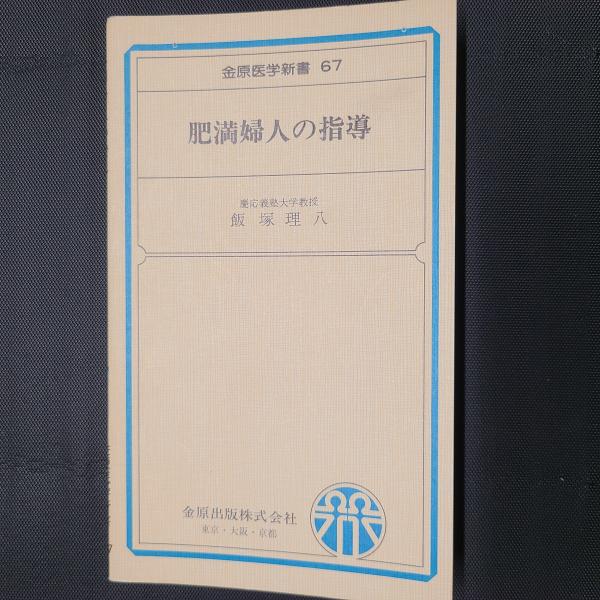 金原医学新書 67
肥満婦人の指導
慶応義塾大学教授
飯塚理八
金原出版株式会社
東京・大阪・京都